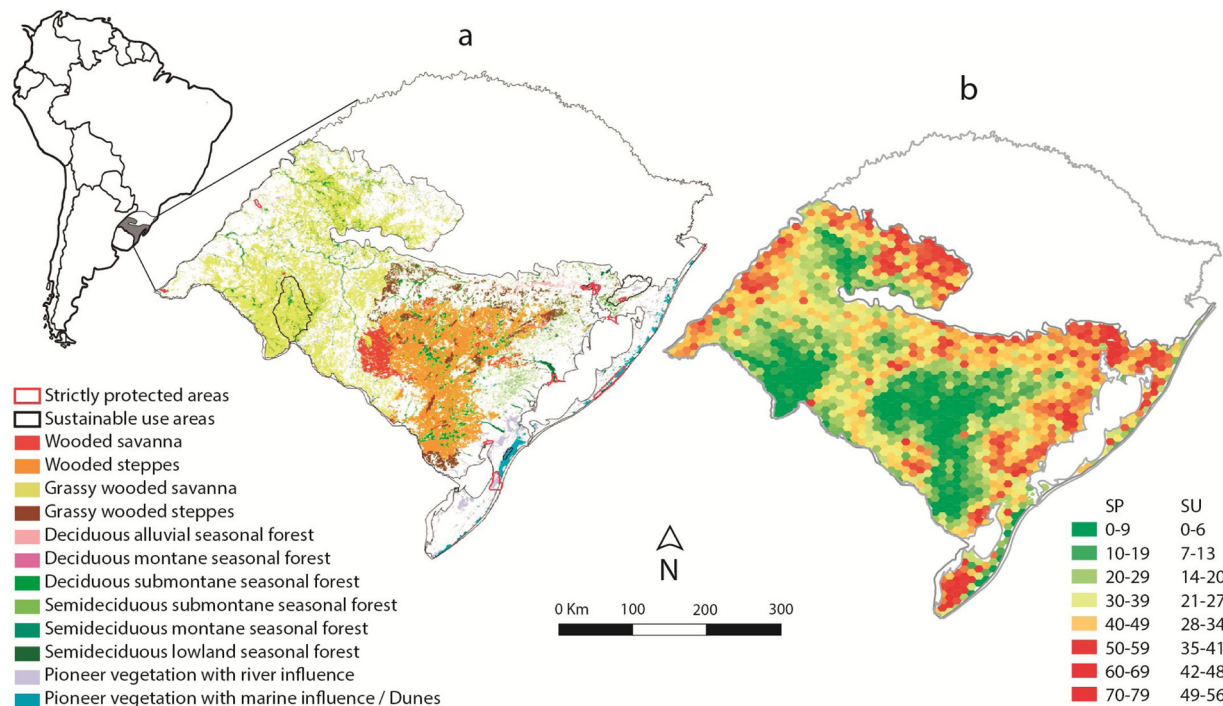 a
b
Strictly protected areas
Sustainable use areas
Wooded savanna
Wooded steppes
Grassy wooded savanna
Grassy wooded steppes
Deciduous alluvial seasonal forest
Deciduous montane seasonal forest
Deciduous submontane seasonal forest
Semideciduous submontane seasonal forest
Semideciduous montane seasonal forest
Semideciduous lowland seasonal forest
Pioneer vegetation with river influence
Pioneer vegetation with marine influence / Dunes
N
0 Km 100 200 300
SP SU
0-9 0-6
10-19 7-13
20-29 14-20
30-39 21-27
40-49 28-34
50-59 35-41
60-69 42-48
70-79 49-56